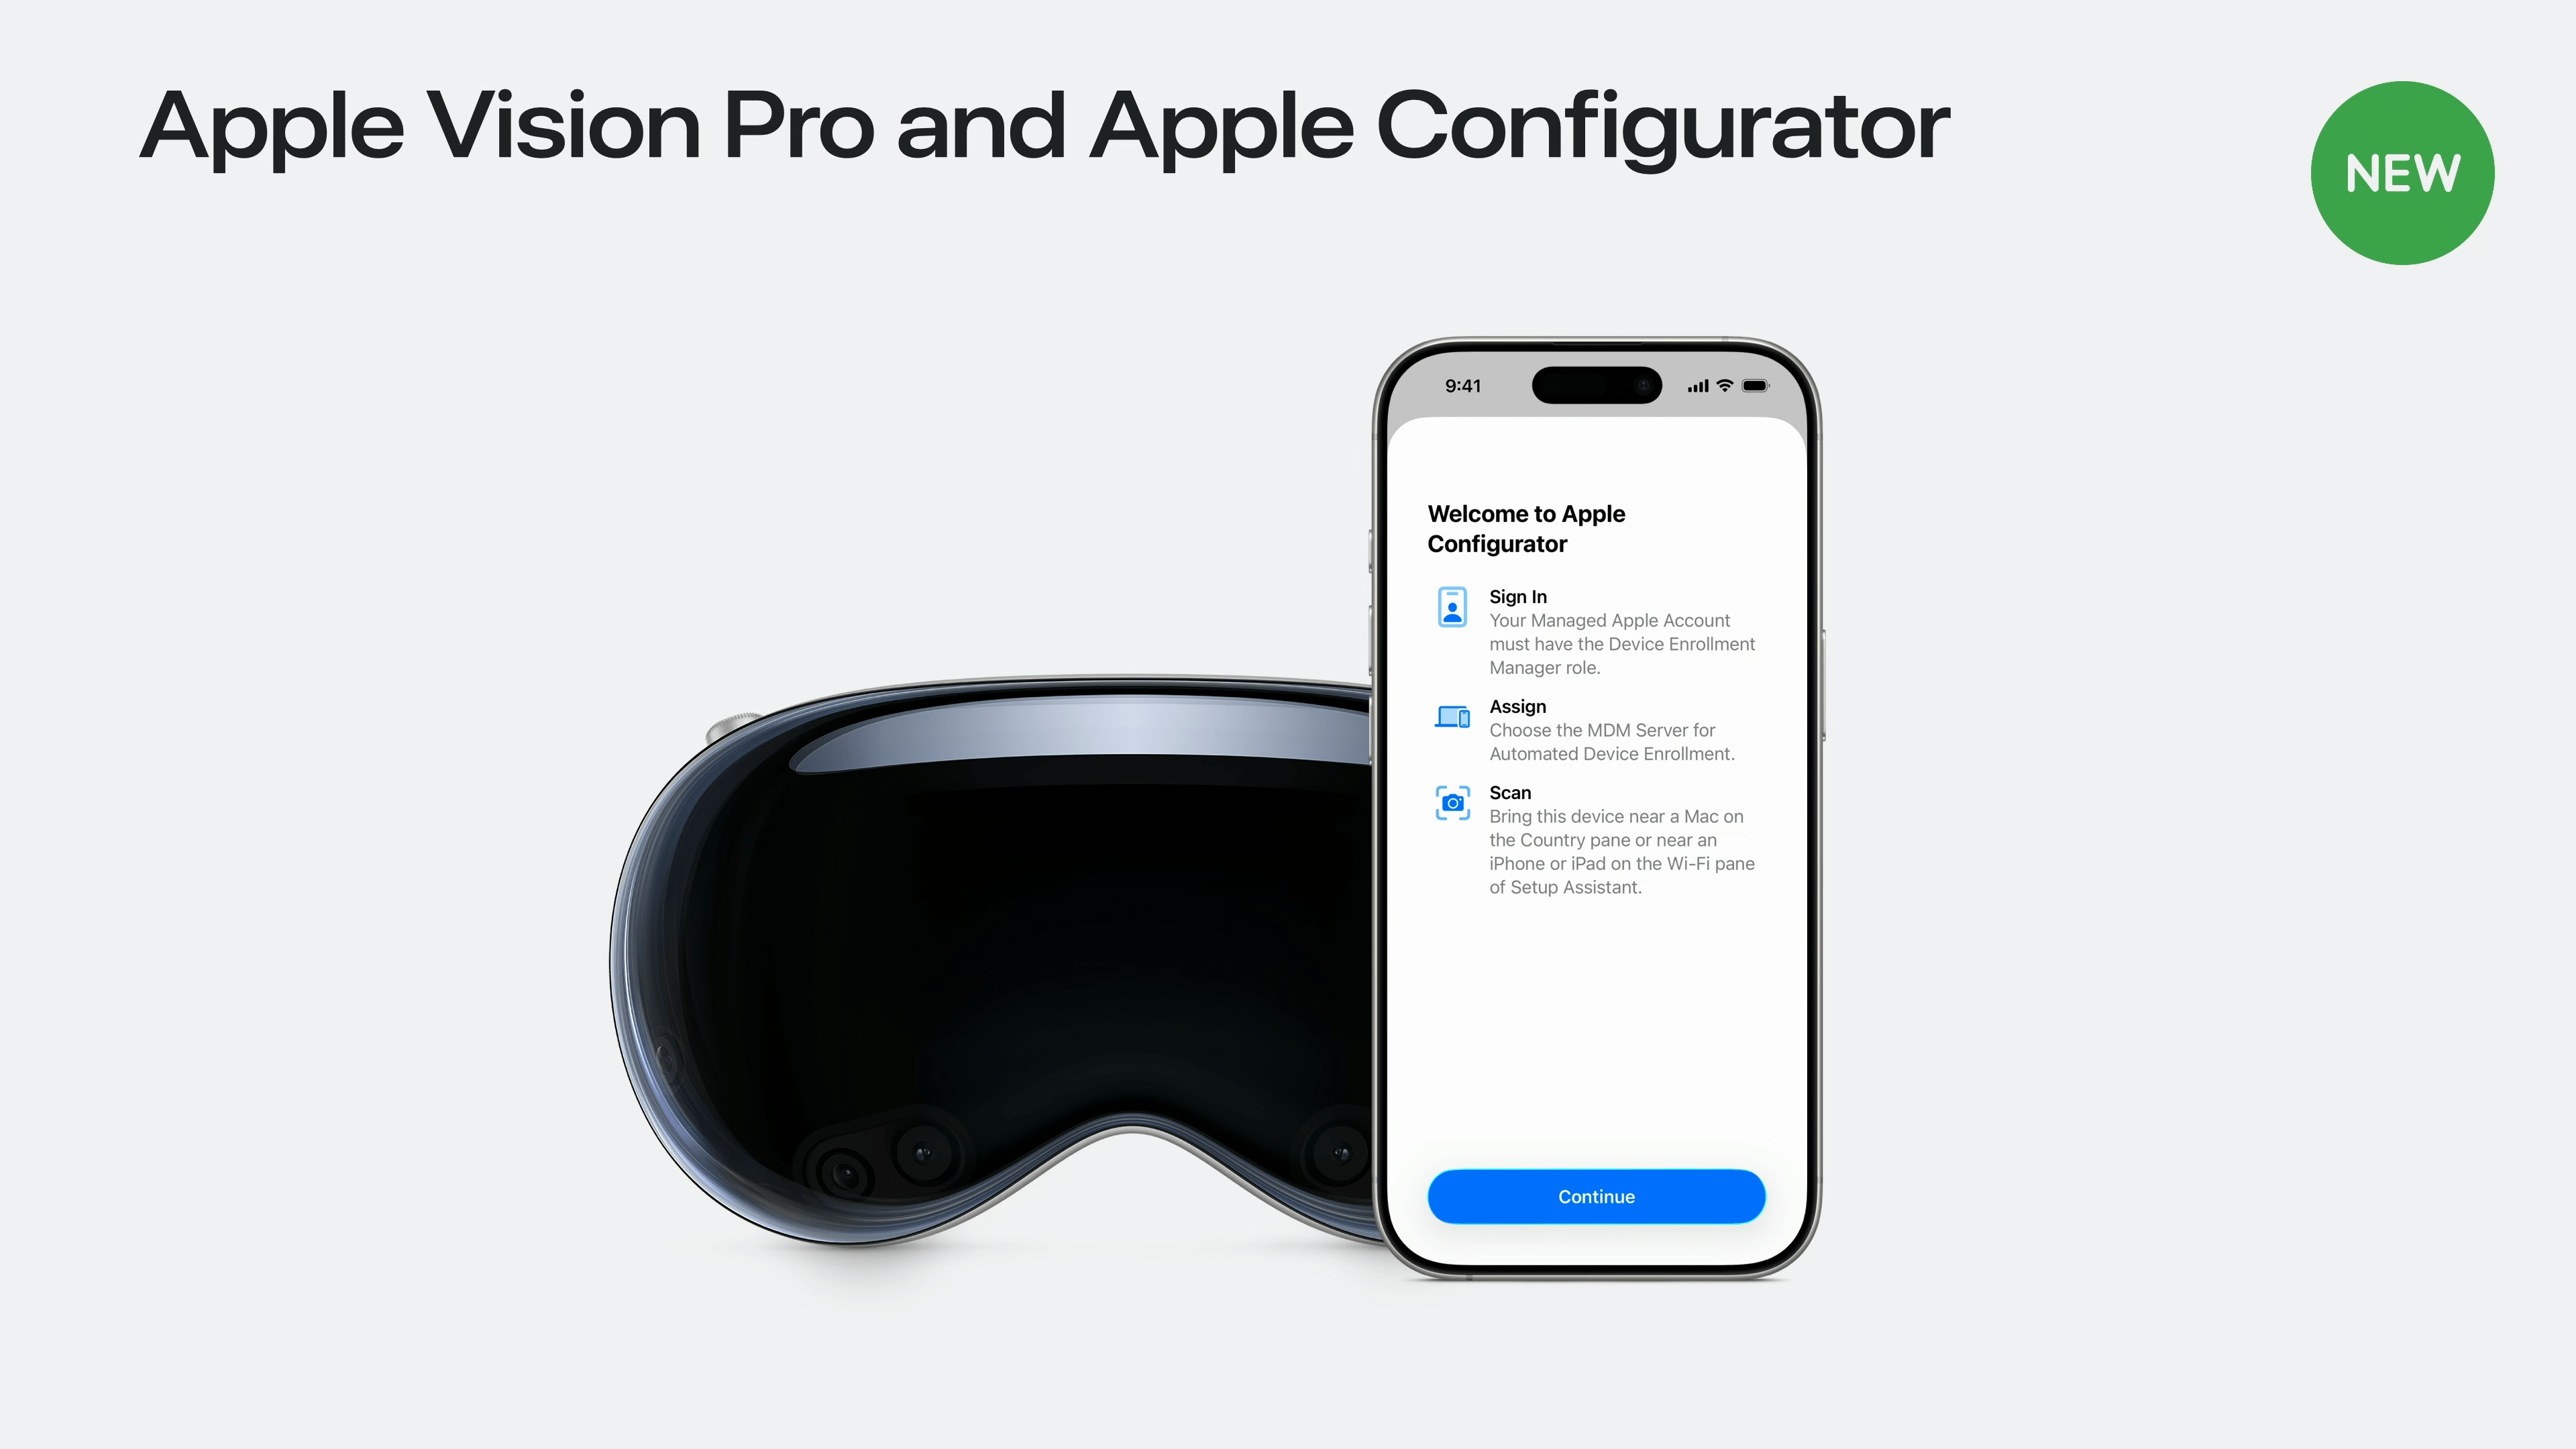 Apple Vision Pro and Apple Configurator
NEW
9:41
Welcome to Apple
Configurator
Sign In
Your Managed Apple Account
must have the Device Enrollment
Manager role.
Assign
Choose the MDM Server for
Automated Device Enrollment.
Scan
Bring this device near a Mac on
the Country pane or near an
iPhone or iPad on the Wi-Fi pane
of Setup Assistant.
Continue